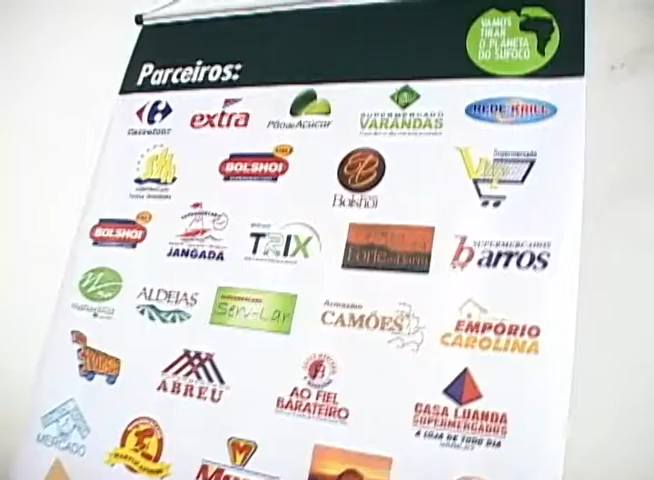 VAMOS
TIRAR
O PLANETA
DO SUFOCO
Parceiros:
Carrefour
extra
Pão de Açúcar
SUPERMERCADO
VARANDAS
REDE KRILL
BOLSHOI
Bolshoi
Supermercado
BOLSHOI
JANGADA
TRIX
SUPERMERCADOS
barros
ALDEIAS
Serv-Lar
Armazém
CAMÕES
EMPÓRIO
CAROLINA
ABREU
AO FIEL
BARATEIRO
CASA LUANDA
SUPERMERCADOS
A LOJA DE TODO DIA
MERCADO